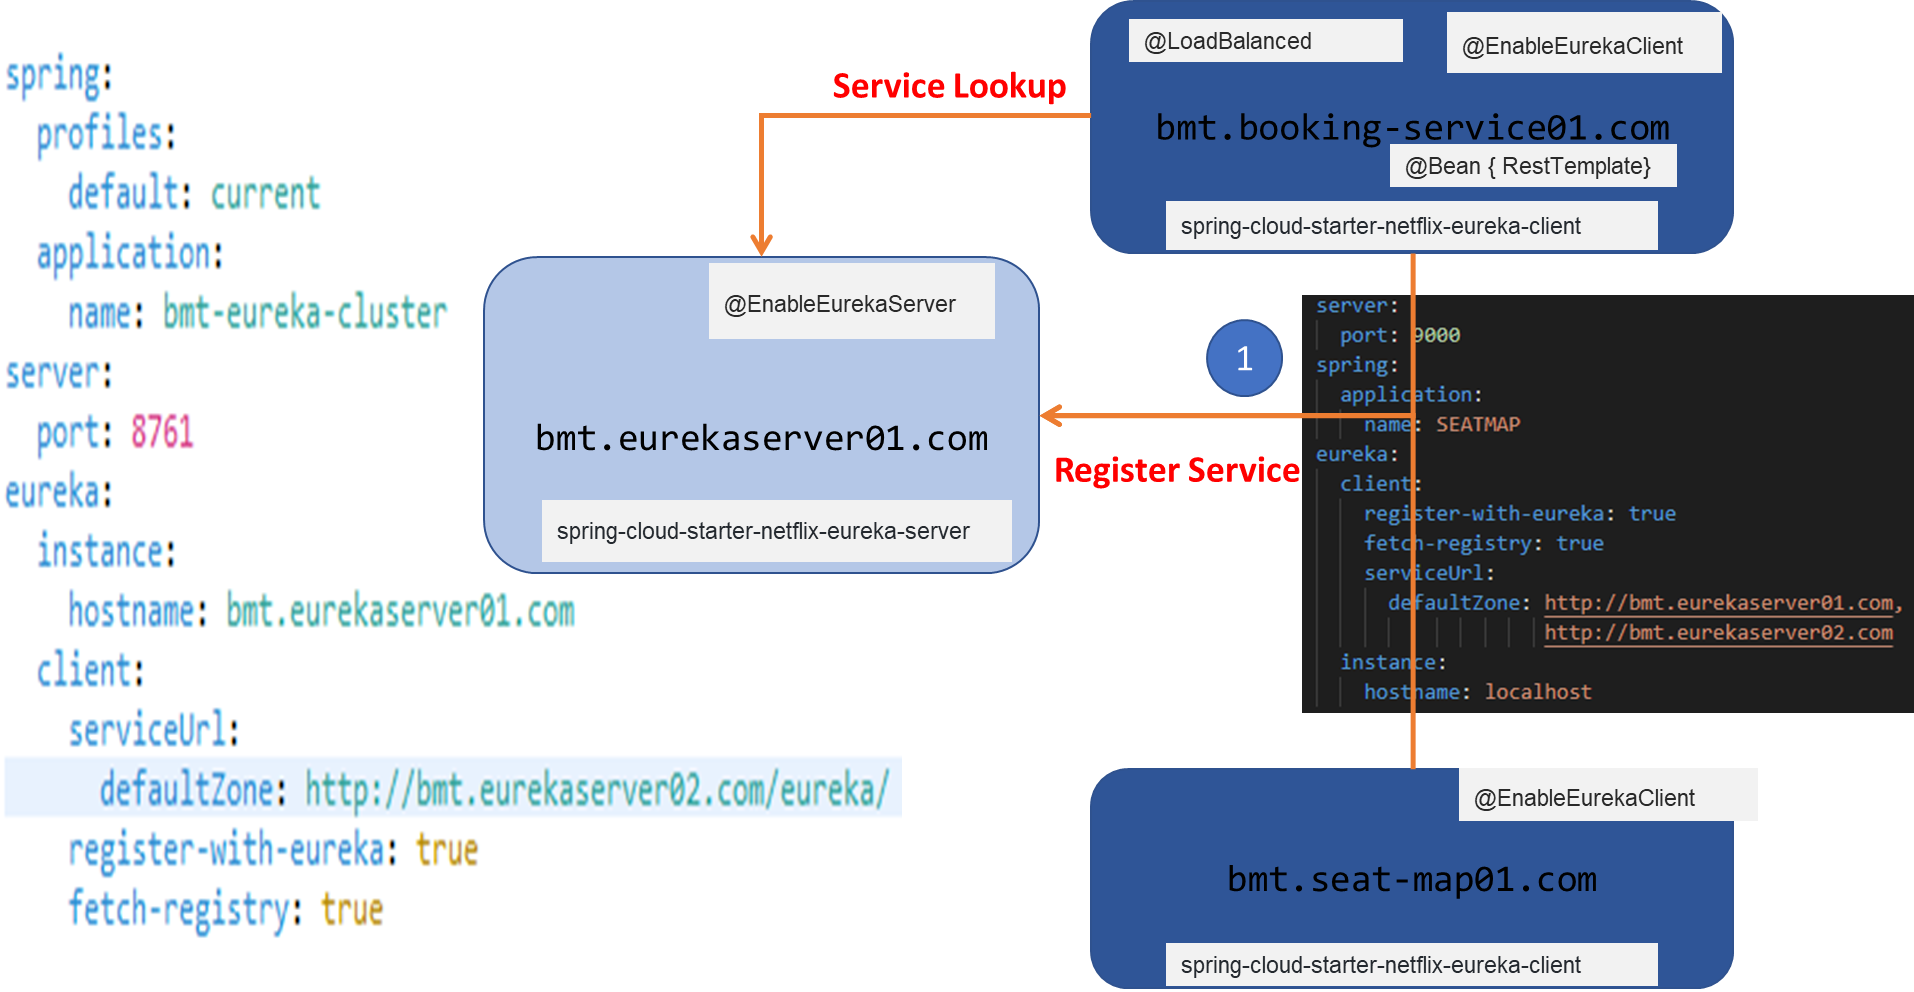 spring:
profiles:
default: current
application:
name: bmt-eureka-cluster
server:
port: 8761
eureka:
instance:
hostname: bmt.eurekaserver01.com
client:
serviceUrl:
defaultZone: http://bmt.eurekaserver02.com/eureka/
register-with-eureka: true
fetch-registry: true
Service Lookup
@EnableEurekaServer
bmt.eurekaserver01.com
spring-cloud-starter-netflix-eureka-server
@LoadBalanced
@EnableEurekaClient
bmt.booking-service01.com
@Bean { RestTemplate}
spring-cloud-starter-netflix-eureka-client
1
Register Service
server:
port: 9000
spring:
application:
name: SEATMAP
eureka:
client:
register-with-eureka: true
fetch-registry: true
serviceUrl:
defaultZone: http://bmt.eurekaserver01.com,
http://bmt.eurekaserver02.com
instance:
hostname: localhost
@EnableEurekaClient
bmt.seat-map01.com
spring-cloud-starter-netflix-eureka-client